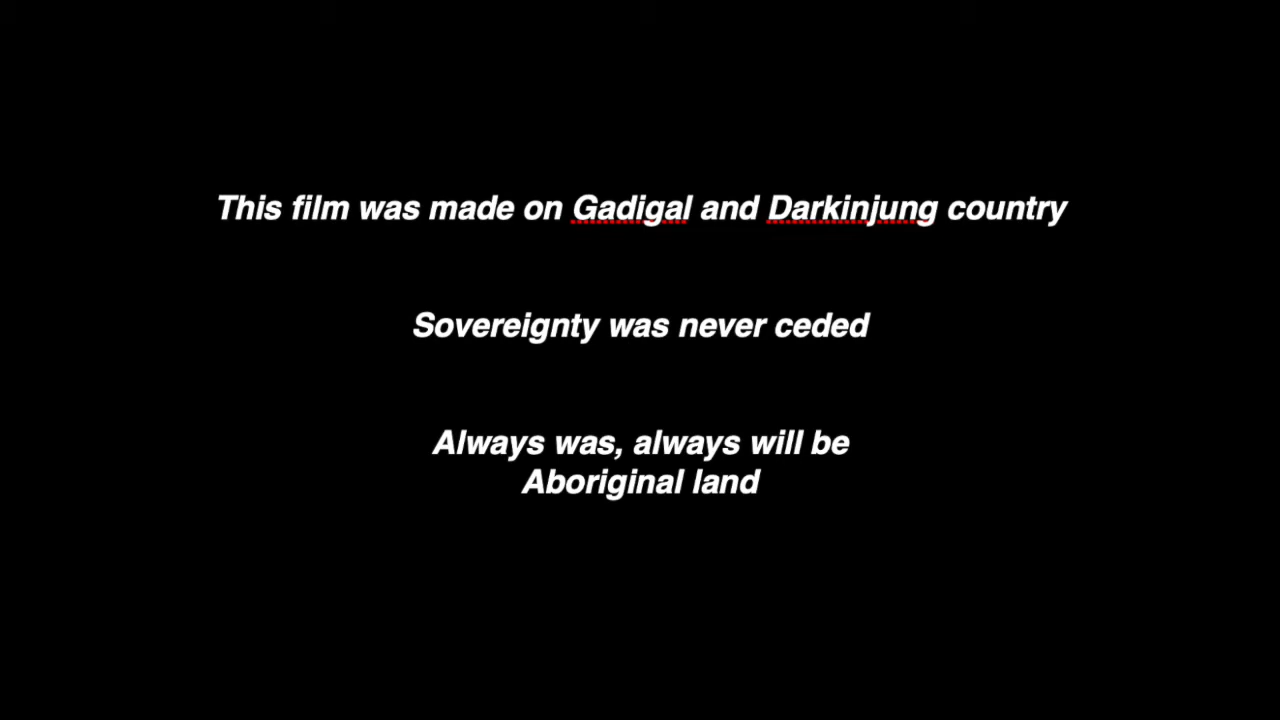 This film was made on Gadigal and Darkinjung country
Sovereignty was never ceded
Always was, always will be
Aboriginal land